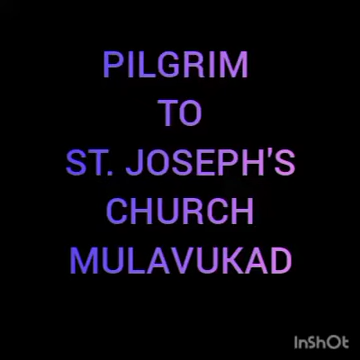 PILGRIM
TO
ST. JOSEPH'S
CHURCH
MULAVUKAD
InShOt